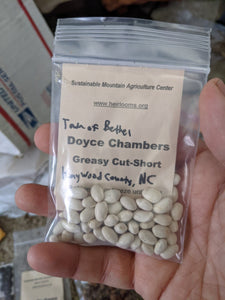 Sustainable Mountain Agriculture Center
www.heirlooms.org
Town of Bethel
Doyce Chambers
Greasy Cut-Short
Haywood County, NC